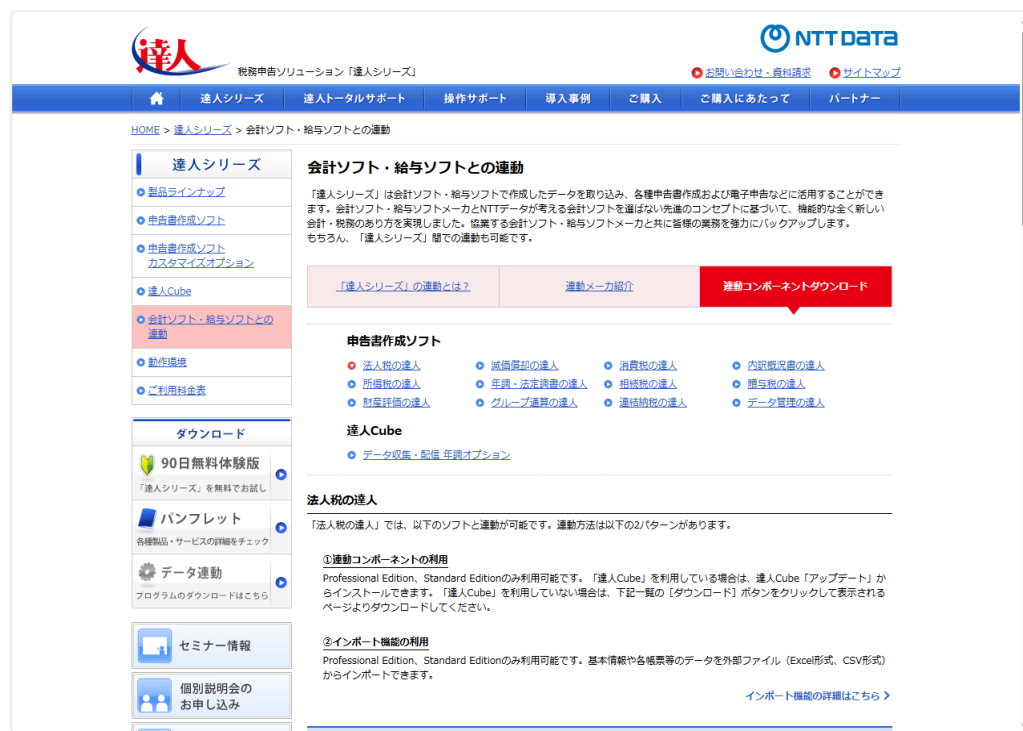 達人
税務申告ソリューション「達人シリーズ」
NTT DATA
お問い合わせ・資料請求 サイトマップ
達人シリーズ 達人トータルサポート 操作サポート 導入事例 ご購入 ご購入にあたって パートナー
HOME > 達人シリーズ > 会計ソフト・給与ソフトとの連動
達人シリーズ
製品ラインナップ
申告書作成ソフト
申告書作成ソフト
カスタマイズオプション
達人Cube
会計ソフト・給与ソフトとの
連動
動作環境
ご利用料金表
ダウンロード
90日無料体験版
「達人シリーズ」を無料でお試し
パンフレット
各種製品・サービスの詳細をチェック
データ連動
プログラムのダウンロードはこちら
セミナー情報
個別説明会の
お申し込み
会計ソフト・給与ソフトとの連動
「達人シリーズ」は会計ソフト・給与ソフトで作成したデータを取り込み、各種申告書作成および電子申告などに活用することができ
ます。会計ソフト・給与ソフトメーカとNTTデータが考える会計ソフトを選ばない先進のコンセプトに基づいて、機能的な全く新しい
会計・税務のあり方を実現しました。協業する会計ソフト・給与ソフトメーカと共に皆様の業務を強力にバックアップします。
もちろん、「達人シリーズ」間での連動も可能です。
「達人シリーズ」の連動とは? 連動メーカ紹介 連動コンポーネントダウンロード
申告書作成ソフト
法人税の達人 減価償却の達人 消費税の達人 内訳概況書の達人
所得税の達人 年調・法定調書の達人 相続税の達人 贈与税の達人
財産評価の達人 グループ通算の達人 連結納税の達人 データ管理の達人
達人Cube
データ収集・配信 年調オプション
法人税の達人
「法人税の達人」では、以下のソフトと連動が可能です。連動方法は以下の2パターンがあります。
①連動コンポーネントの利用
Professional Edition、Standard Editionのみ利用可能です。「達人Cube」を利用している場合は、達人Cube「アップデート」か
らインストールできます。「達人Cube」を利用していない場合は、下記一覧の［ダウンロード］ボタンをクリックして表示される
ページよりダウンロードしてください。
②インポート機能の利用
Professional Edition、Standard Editionのみ利用可能です。基本情報や各帳票等のデータを外部ファイル（Excel形式、CSV形式）
からインポートできます。
インポート機能の詳細はこちら